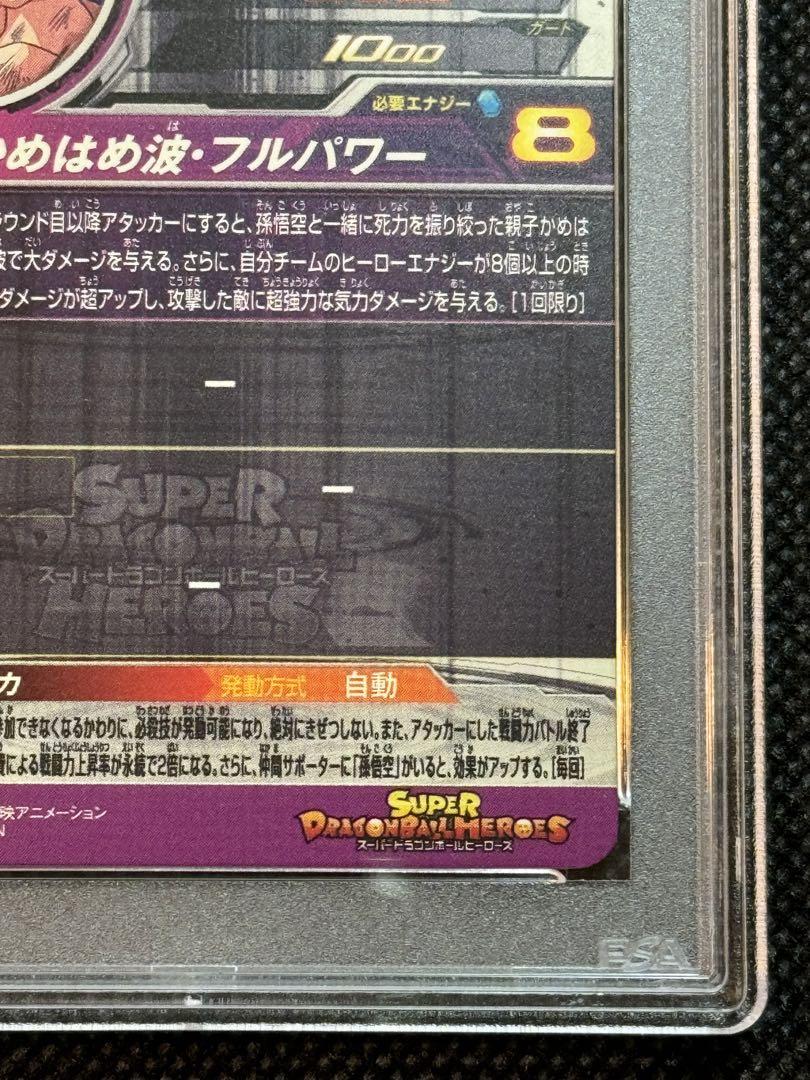 ガード
1000
必要エナジー 8
かめはめ波・フルパワー
ラウンド目以降アタッカーにすると、孫悟空と一緒に死力を振り絞った親子かめは
波で大ダメージを与える。さらに、自分チームのヒーローエナジーが8個以上の時
ダメージが超アップし、攻撃した敵に超強力な気力ダメージを与える。[1回限り]
ー
SUPER
ー
DRAGONBALL
スーパードラゴンボールヒーローズ
ー
HEROES
カ 発動方式 自動
参加できなくなるかわりに、必殺技が発動可能になり、絶対にきぜつしない。また、アタッカーにした戦闘力バトル終了
費による戦闘力上昇率が永続で2倍になる。さらに、仲間サポーターに「孫悟空」がいると、効果がアップする。[毎回]
映アニメーション
N
SUPER
DRAGONBALL HEROES
スーパードラゴンボールヒーローズ
ESA